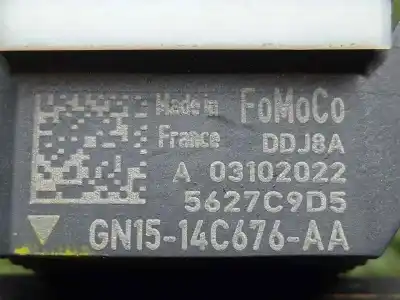 Made in FoMoCo
France DDJ8A
A 03102022
5627C9D5
GN15-14C676-AA